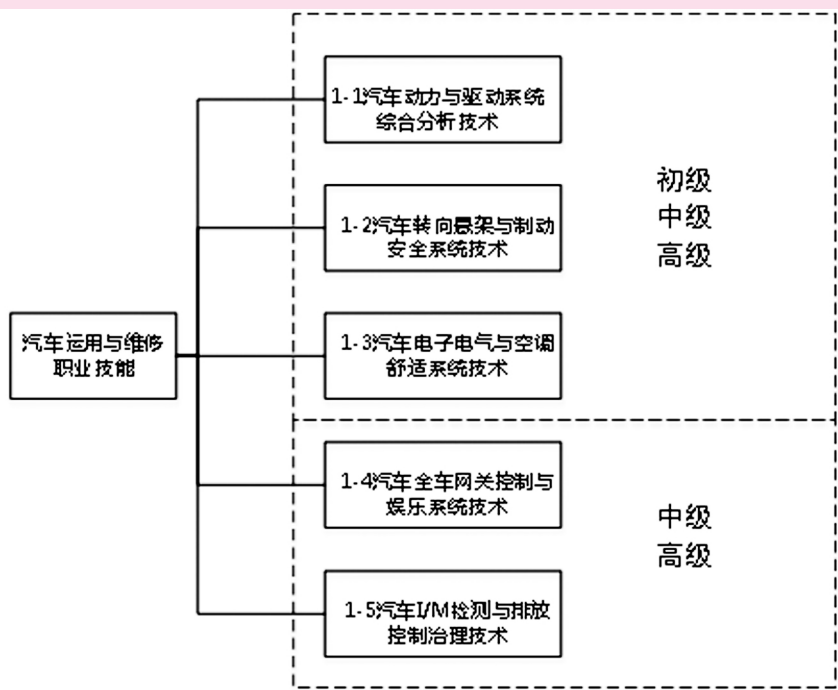 1-1汽车动力与驱动系统
综合分析技术
1-2汽车转向悬架与制动
安全系统技术
1-3汽车电子电气与空调
舒适系统技术
初级
中级
高级
汽车运用与维修
职业技能
1-4汽车全车网关控制与
娱乐系统技术
1-5汽车I/M检测与排放
控制治理技术
中级
高级